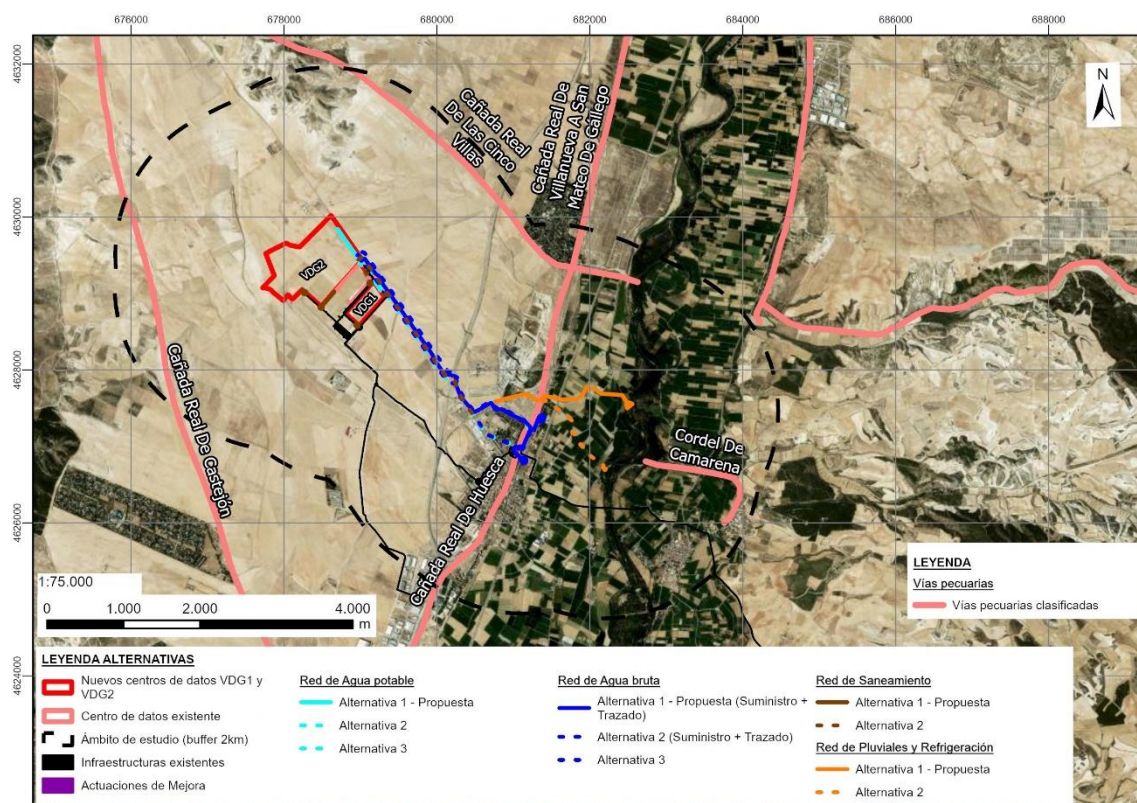 676000
678000
680000
682000
684000
686000
688000
4632000
4630000
4628000
4626000
4624000
N
Cañada Real
De Las Cinco
Villas
Cañada Real De
Villanueva A San
Mateo De Gállego
VDG2
VDG1
Cañada Real De Castejón
Cañada Real De Huesca
Cordel De
Camarena
1:75.000
0 1.000 2.000 4.000
m
LEYENDA
Vías pecuarias
Vías pecuarias clasificadas
LEYENDA ALTERNATIVAS
Nuevos centros de datos VDG1 y
VDG2
Centro de datos existente
Ámbito de estudio (buffer 2km)
Infraestructuras existentes
Actuaciones de Mejora
Red de Agua potable
Alternativa 1 - Propuesta
Alternativa 2
Alternativa 3
Red de Agua bruta
Alternativa 1 - Propuesta (Suministro +
Trazado)
Alternativa 2 (Suministro + Trazado)
Alternativa 3
Red de Saneamiento
Alternativa 1 - Propuesta
Alternativa 2
Red de Pluviales y Refrigeración
Alternativa 1 - Propuesta
Alternativa 2